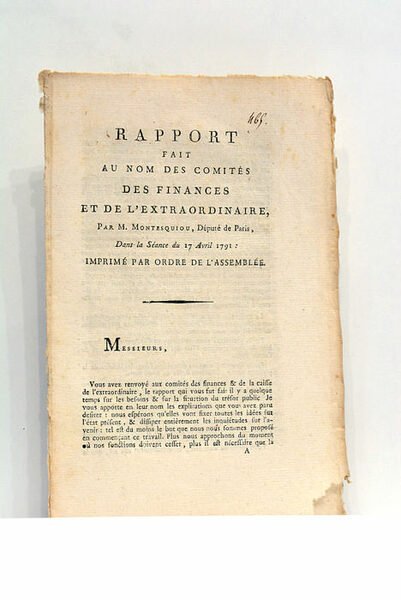 465.
RAPPORT
FAIT
AU NOM DES COMITÉS
DES FINANCES
ET DE L'EXTRAORDINAIRE,
PAR M. MONTESQUIOU, Député de Paris,
Dans la Séance du 17 Avril 1791 :
IMPRIMÉ PAR ORDRE DE L'ASSEMBLÉE.
MESSIEURS,
Vous avez renvoyé aux comités des finances & de la caisse
de l'extraordinaire, le rapport qui vous fut fait il y a quelque
temps sur les besoins & sur la situation du trésor public Je
vous apporte en leur nom les explications que vous avez paru
desirer : nous espérons qu'elles vont fixer toutes les idées sur
l'état présent, & dissiper entiérement les inquiétudes sur l'a-
venir : tel est du moins le but que nous nous sommes proposé
en commençant ce travail. Plus nous approchons du moment
où nos fonctions doivent cesser, plus il est nécessaire que la
A